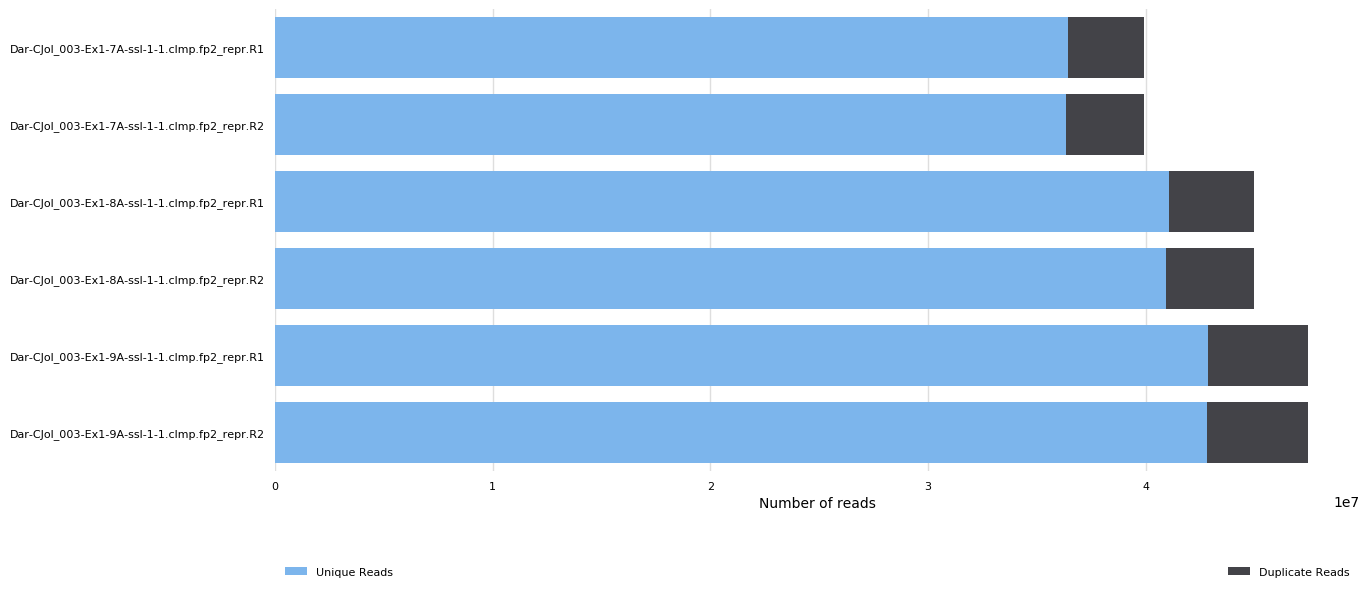 Dar-CJol_003-Ex1-7A-ssl-1-1.clmp.fp2_repr.R1
Dar-CJol_003-Ex1-7A-ssl-1-1.clmp.fp2_repr.R2
Dar-CJol_003-Ex1-8A-ssl-1-1.clmp.fp2_repr.R1
Dar-CJol_003-Ex1-8A-ssl-1-1.clmp.fp2_repr.R2
Dar-CJol_003-Ex1-9A-ssl-1-1.clmp.fp2_repr.R1
Dar-CJol_003-Ex1-9A-ssl-1-1.clmp.fp2_repr.R2
0 1 2 3 4
Number of reads 1e7
Unique Reads Duplicate Reads